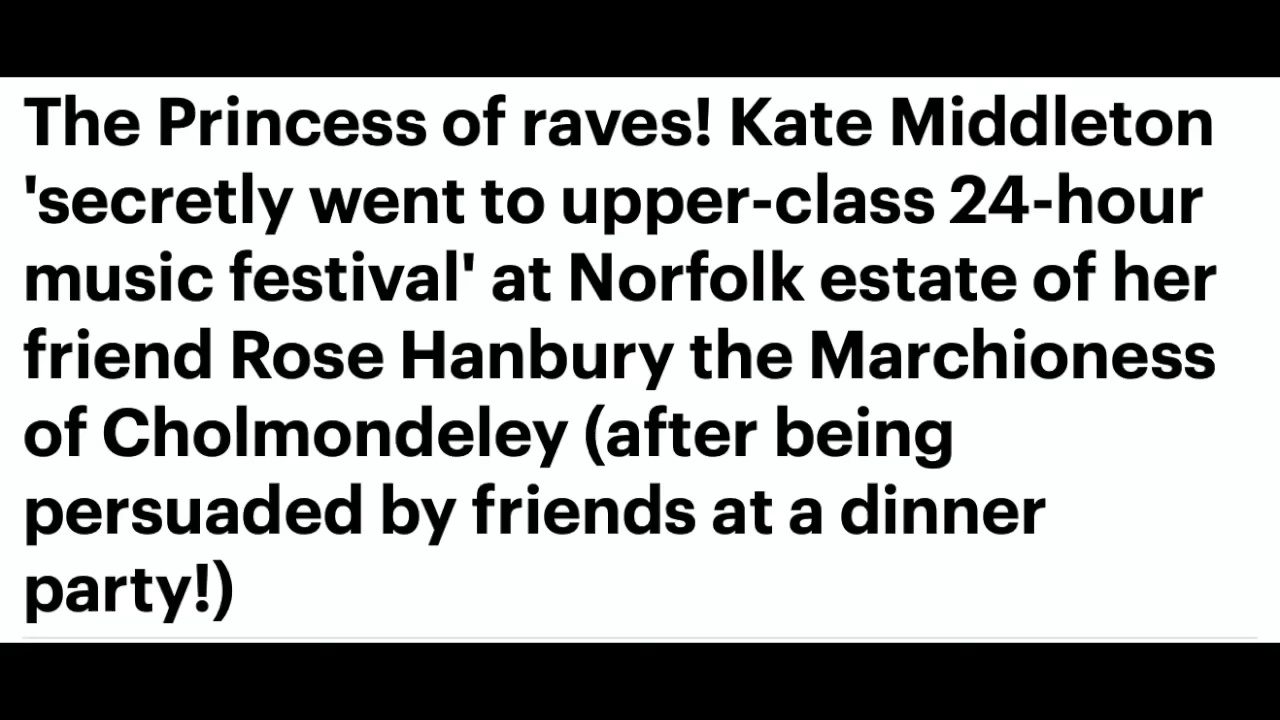 The Princess of raves! Kate Middleton
'secretly went to upper-class 24-hour
music festival' at Norfolk estate of her
friend Rose Hanbury the Marchioness
of Cholmondeley (after being
persuaded by friends at a dinner
party!)